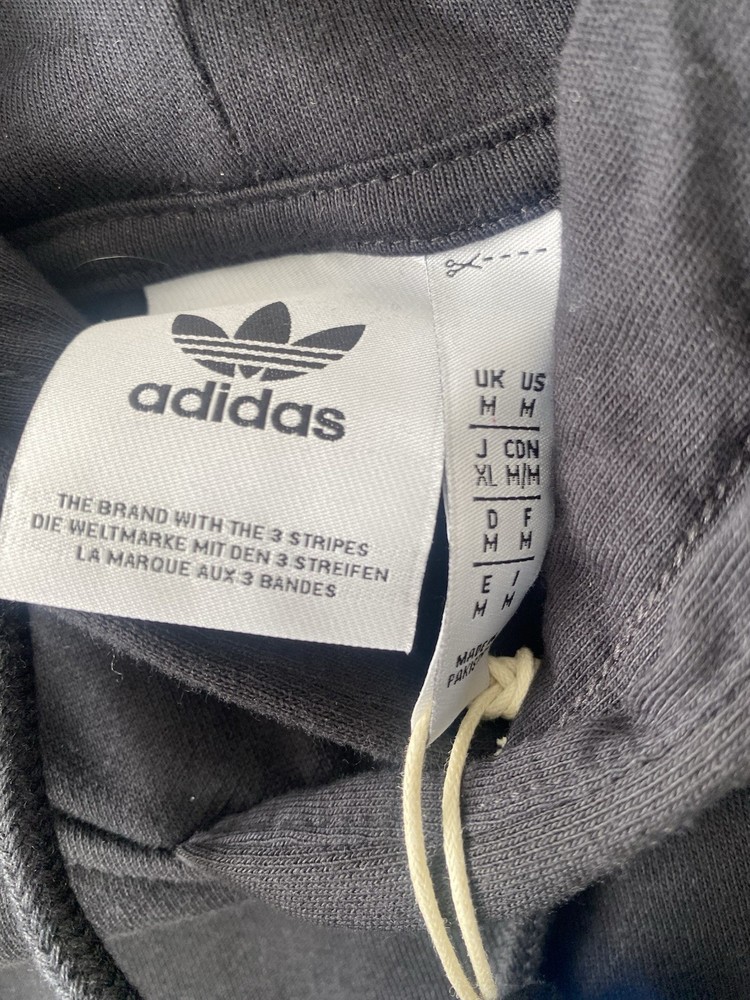 adidas
THE BRAND WITH THE 3 STRIPES
DIE WELTMARKE MIT DEN 3 STREIFEN
LA MARQUE AUX 3 BANDES
UK US
M M
J CDN
XL M/M
D F
M M
E I
M M